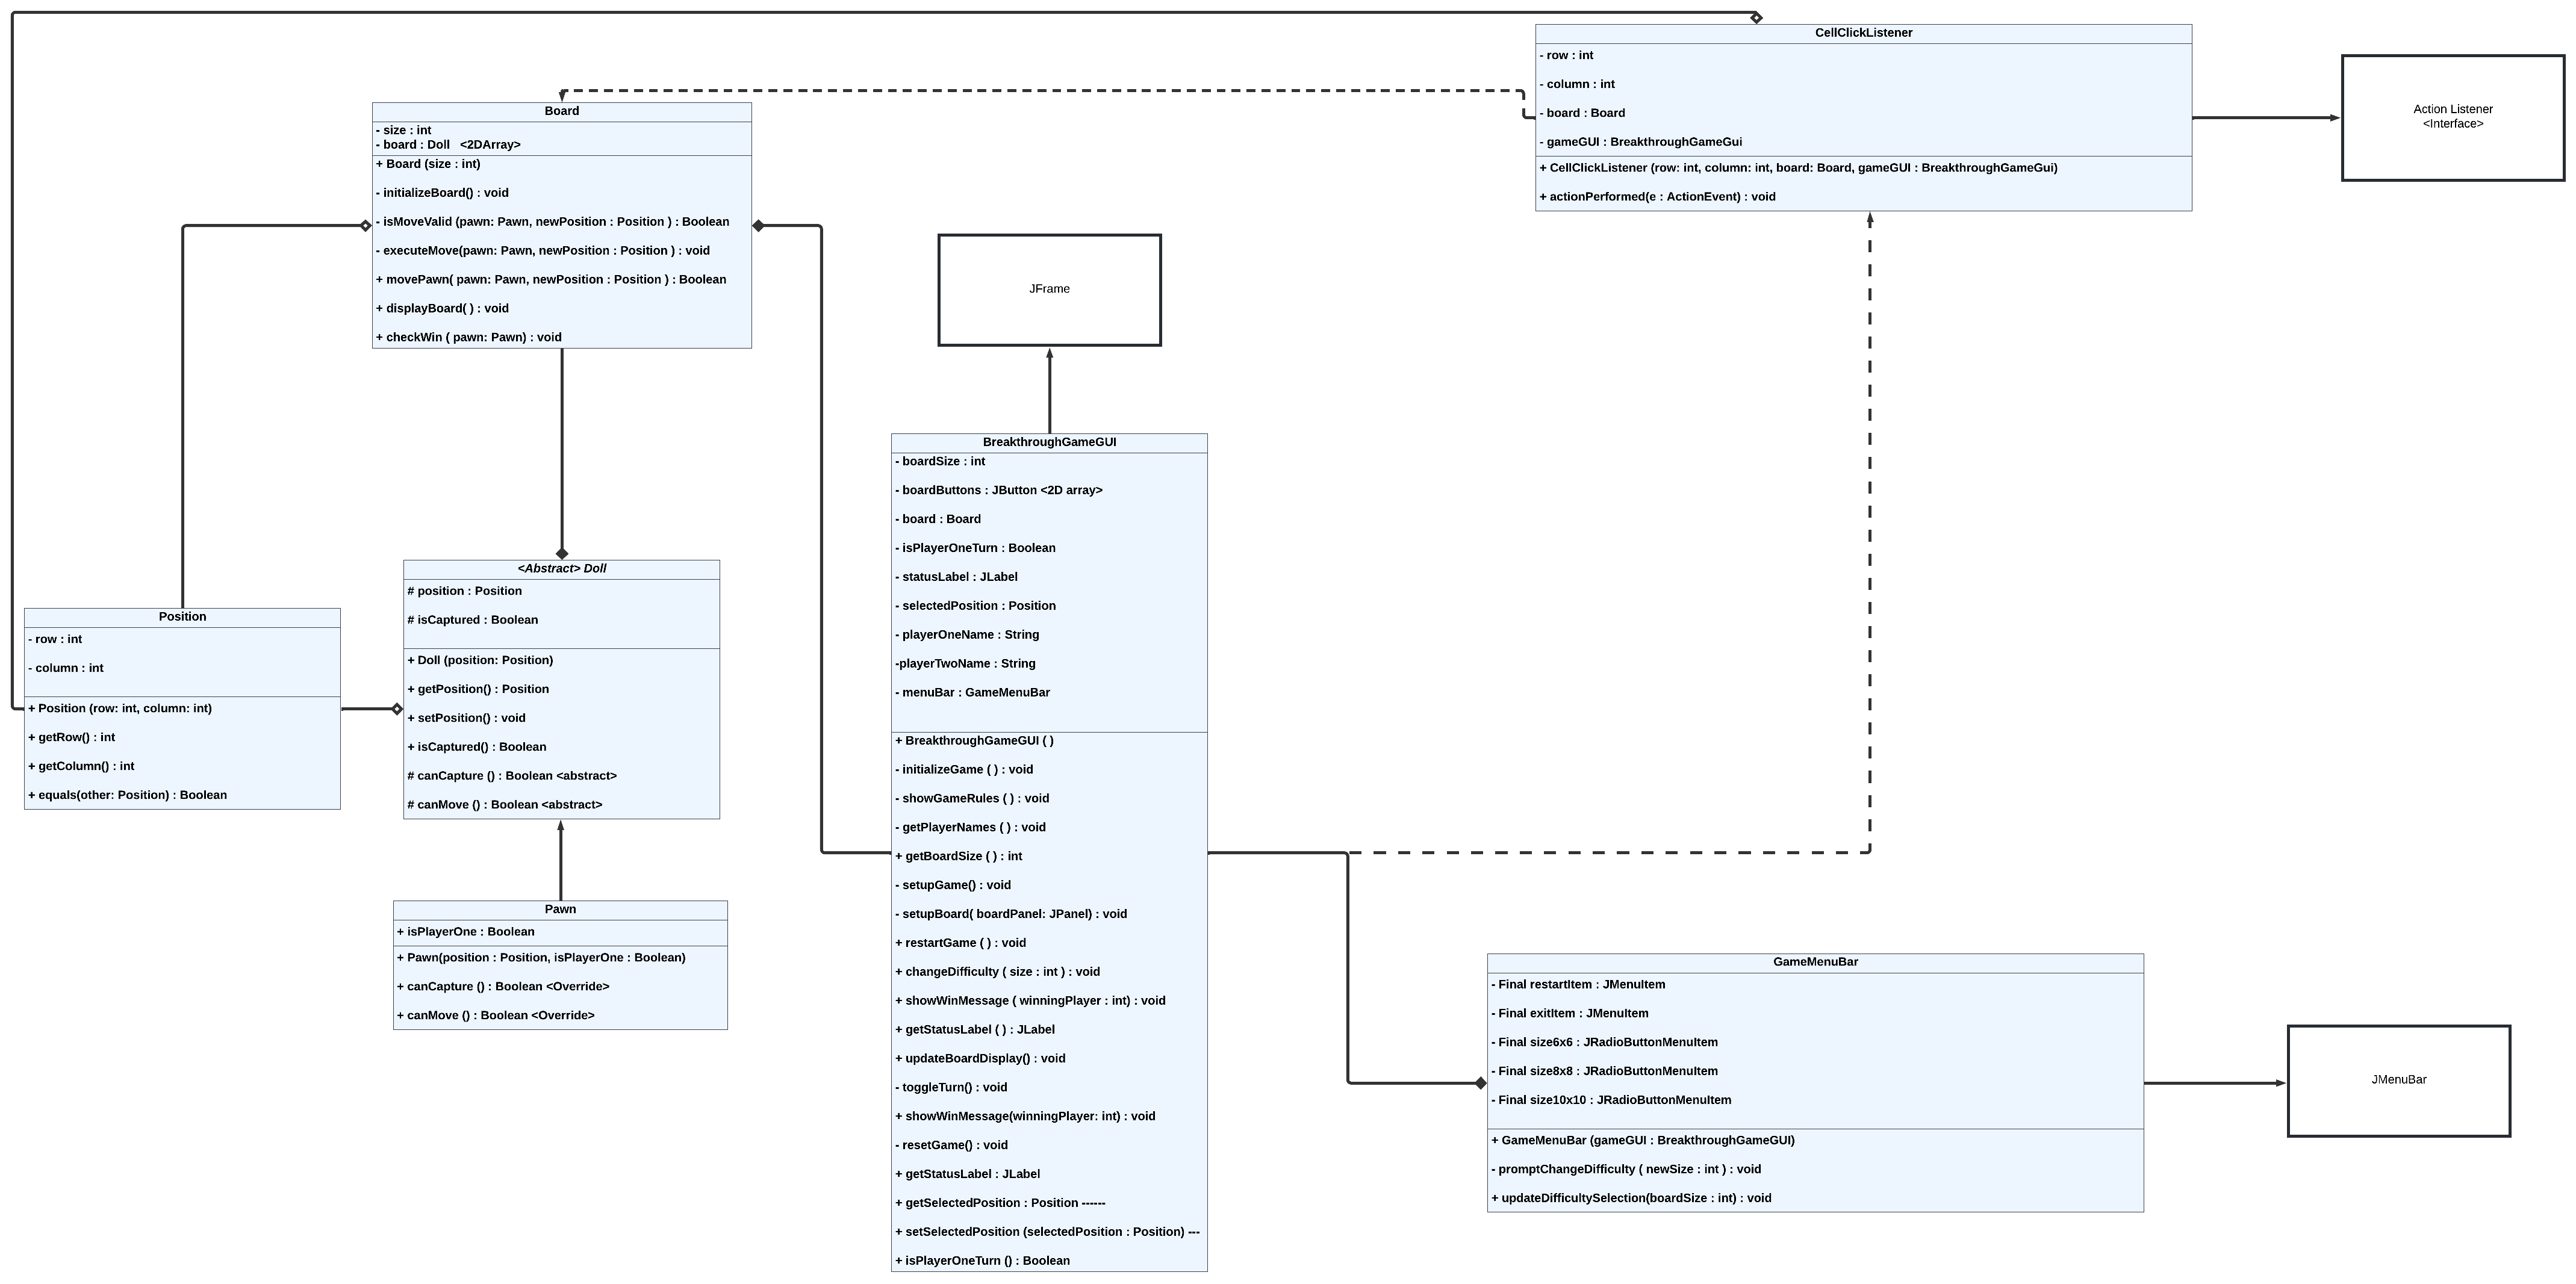 CellClickListener
- row : int
- column : int
- board : Board
- gameGUI : BreakthroughGameGui
+ CellClickListener (row: int, column: int, board: Board, gameGUI : BreakthroughGameGui)
+ actionPerformed(e : ActionEvent) : void
Action Listener
<Interface>
Board
- size : int
- board : Doll   <2DArray>
+ Board (size : int)
- initializeBoard() : void
- isMoveValid (pawn: Pawn, newPosition : Position ) : Boolean
- executeMove(pawn: Pawn, newPosition : Position ) : void
+ movePawn( pawn: Pawn, newPosition : Position ) : Boolean
+ displayBoard( ) : void
+ checkWin ( pawn: Pawn) : void
JFrame
BreakthroughGameGUI
- boardSize : int
- boardButtons : JButton <2D array>
- board : Board
- isPlayerOneTurn : Boolean
- statusLabel : JLabel
- selectedPosition : Position
- playerOneName : String
-playerTwoName : String
- menuBar : GameMenuBar
+ BreakthroughGameGUI ( )
- initializeGame ( ) : void
- showGameRules ( ) : void
- getPlayerNames ( ) : void
+ getBoardSize ( ) : int
- setupGame() : void
- setupBoard( boardPanel: JPanel) : void
+ restartGame ( ) : void
+ changeDifficulty ( size : int ) : void
+ showWinMessage ( winningPlayer : int) : void
+ getStatusLabel ( ) : JLabel
+ updateBoardDisplay() : void
- toggleTurn() : void
+ showWinMessage(winningPlayer: int) : void
- resetGame() : void
+ getStatusLabel : JLabel
+ getSelectedPosition : Position ------
+ setSelectedPosition (selectedPosition : Position) ---
+ isPlayerOneTurn () : Boolean
<Abstract> Doll
# position : Position
# isCaptured : Boolean
+ Doll (position: Position)
+ getPosition() : Position
+ setPosition() : void
+ isCaptured() : Boolean
# canCapture () : Boolean <abstract>
# canMove () : Boolean <abstract>
Position
- row : int
- column : int
+ Position (row: int, column: int)
+ getRow() : int
+ getColumn() : int
+ equals(other: Position) : Boolean
Pawn
+ isPlayerOne : Boolean
+ Pawn(position : Position, isPlayerOne : Boolean)
+ canCapture () : Boolean <Override>
+ canMove () : Boolean <Override>
GameMenuBar
- Final restartItem : JMenuItem
- Final exitItem : JMenuItem
- Final size6x6 : JRadioButtonMenuItem
- Final size8x8 : JRadioButtonMenuItem
- Final size10x10 : JRadioButtonMenuItem
+ GameMenuBar (gameGUI : BreakthroughGameGUI)
- promptChangeDifficulty ( newSize : int ) : void
+ updateDifficultySelection(boardSize : int) : void
JMenuBar